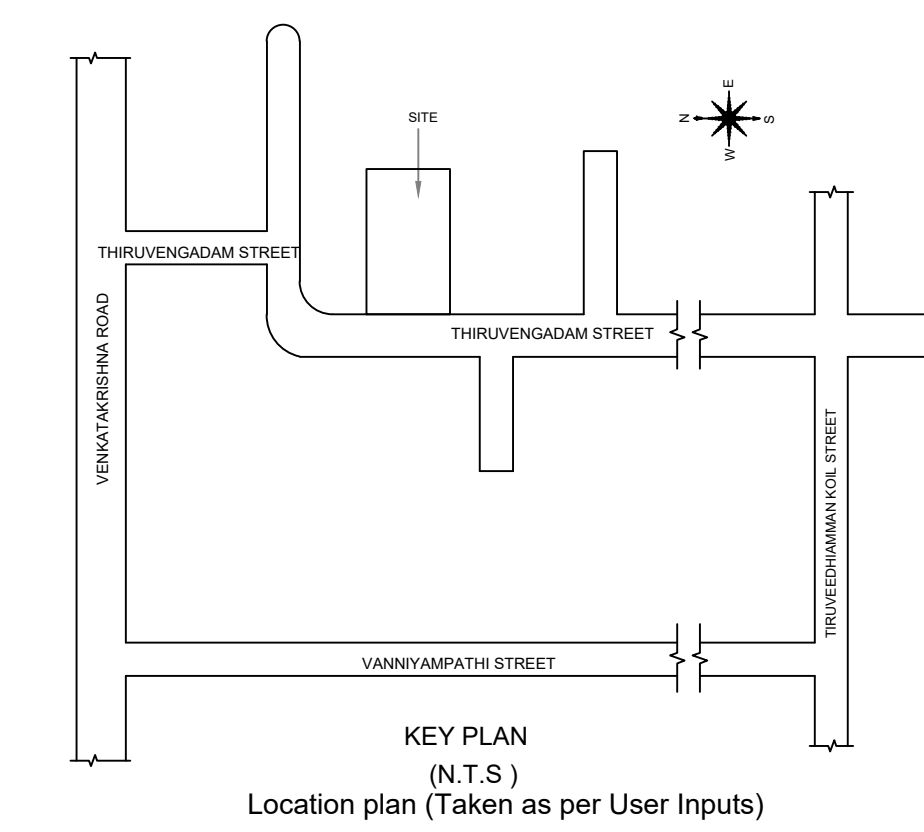 SITE
E
N
S
W
THIRUVENGADAM STREET
THIRUVENGADAM STREET
VENKATAKRISHNA ROAD
TIRUVEEDHIAMMAN KOIL STREET
VANNIYAMPATHI STREET
KEY PLAN
(N.T.S )
Location plan (Taken as per User Inputs)